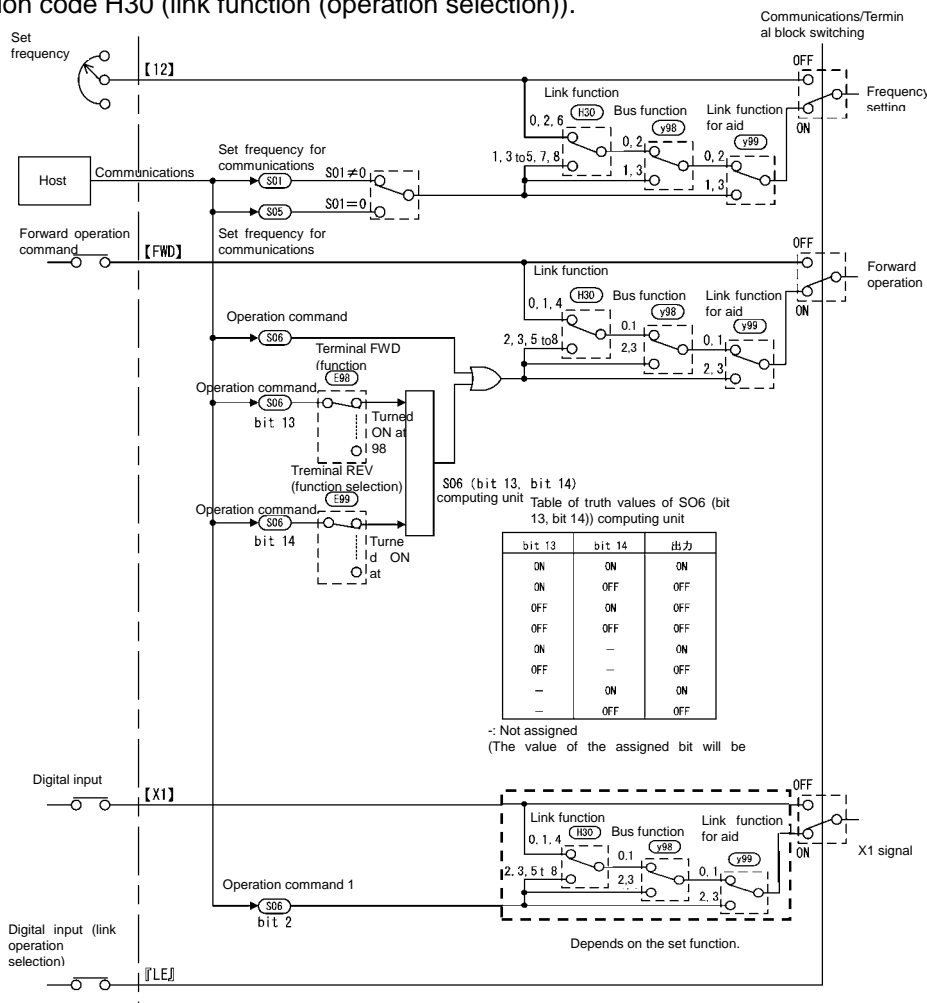 ion code H30 (link function (operation selection)).
Communications/Termin
al block switching
Set
frequency
【12】
OFF
ON
Frequency
setting
Link function
H30
0, 2, 6
1, 3 to5, 7, 8
Bus function
y98
0, 2
1, 3
Link function
for aid
y99
0, 2
1, 3
Host
Communications
Set frequency for
communications
S01
S01≠0
S05
S01=0
Set frequency for
communications
Forward operation
command
【FWD】
OFF
ON
Forward
operation
Link function
H30
0, 1, 4
2, 3, 5 to8
Bus function
y98
0.1
2,3
Link function
for aid
y99
0, 1
2, 3
Operation command
S06
Terminal FWD
(function
E98
Operation command
S06
bit 13
Turned
ON at
98
Treminal REV
(function selection)
E99
Operation command
S06
bit 14
Turne
d ON
at
S06 (bit 13, bit 14)
computing unit
Table of truth values of SO6 (bit
13, bit 14)) computing unit
bit 13 bit 14 出力
ON ON ON
ON OFF OFF
OFF ON OFF
OFF OFF OFF
ON — ON
OFF — OFF
— ON ON
— OFF OFF
-: Not assigned
(The value of the assigned bit will be
Digital input
【X1】
OFF
ON
X1 signal
Link function
H30
0, 1, 4
2, 3, 5 t 8
Bus function
y98
0.1
2,3
Link function
for aid
y99
0, 1
2, 3
Operation command 1
S06
bit 2
Depends on the set function.
Digital input (link
operation
selection)
『LE』